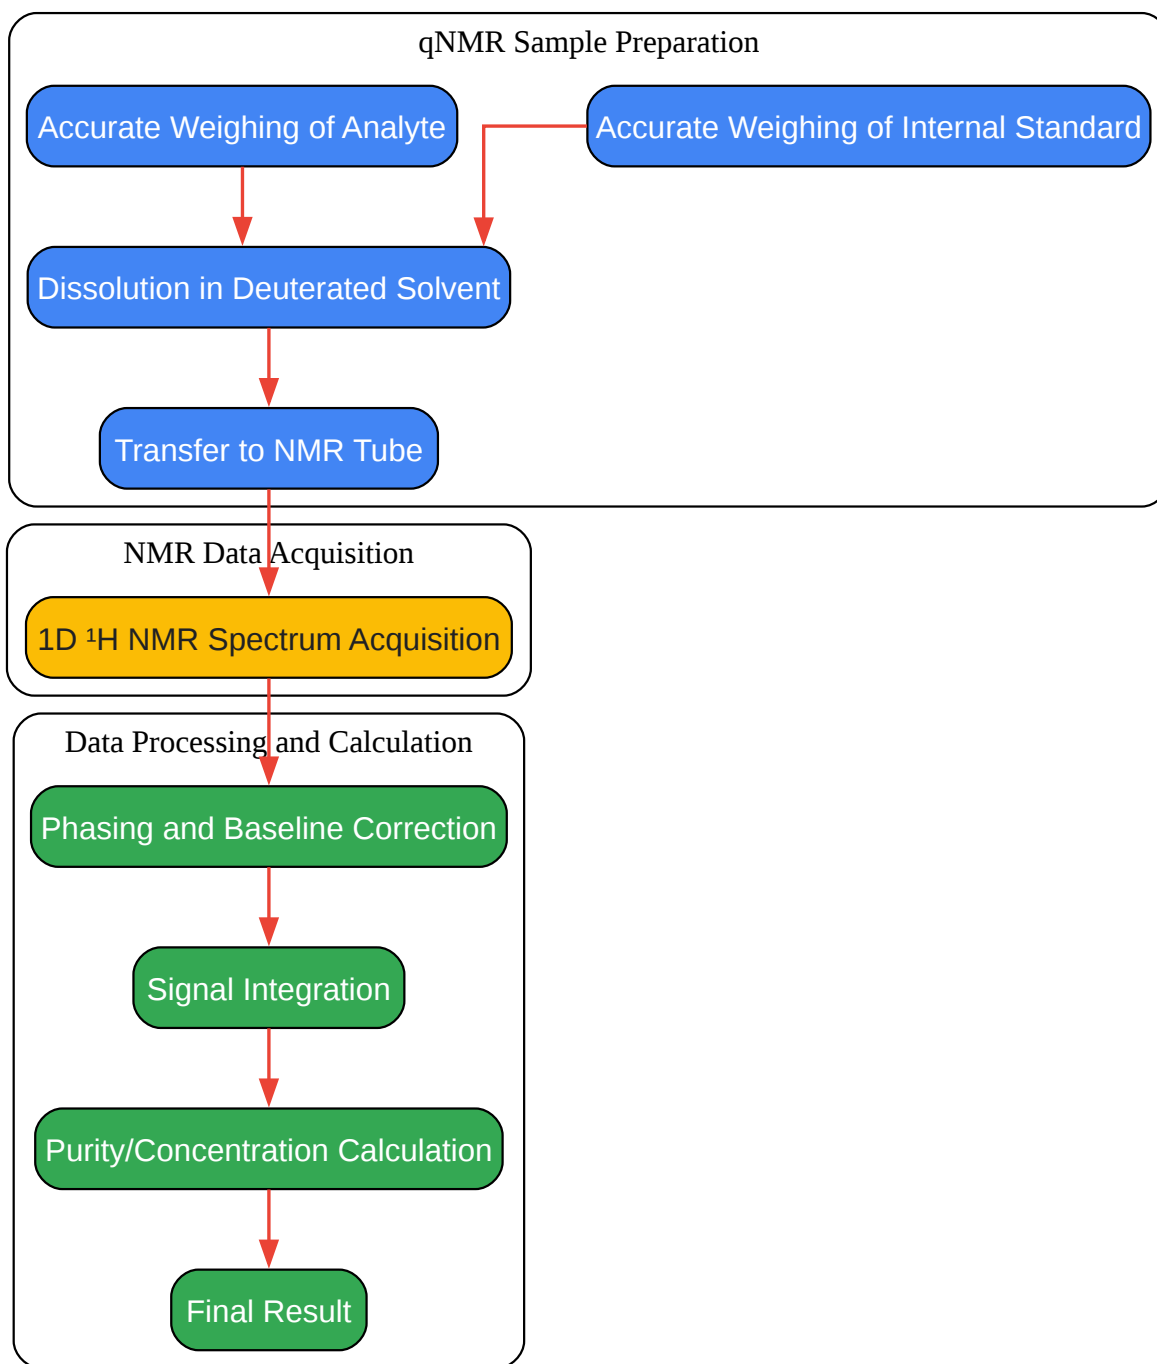 qNMR Sample Preparation
Accurate Weighing of Analyte
Accurate Weighing of Internal Standard
Dissolution in Deuterated Solvent
Transfer to NMR Tube
NMR Data Acquisition
1D ¹H NMR Spectrum Acquisition
Data Processing and Calculation
Phasing and Baseline Correction
Signal Integration
Purity/Concentration Calculation
Final Result